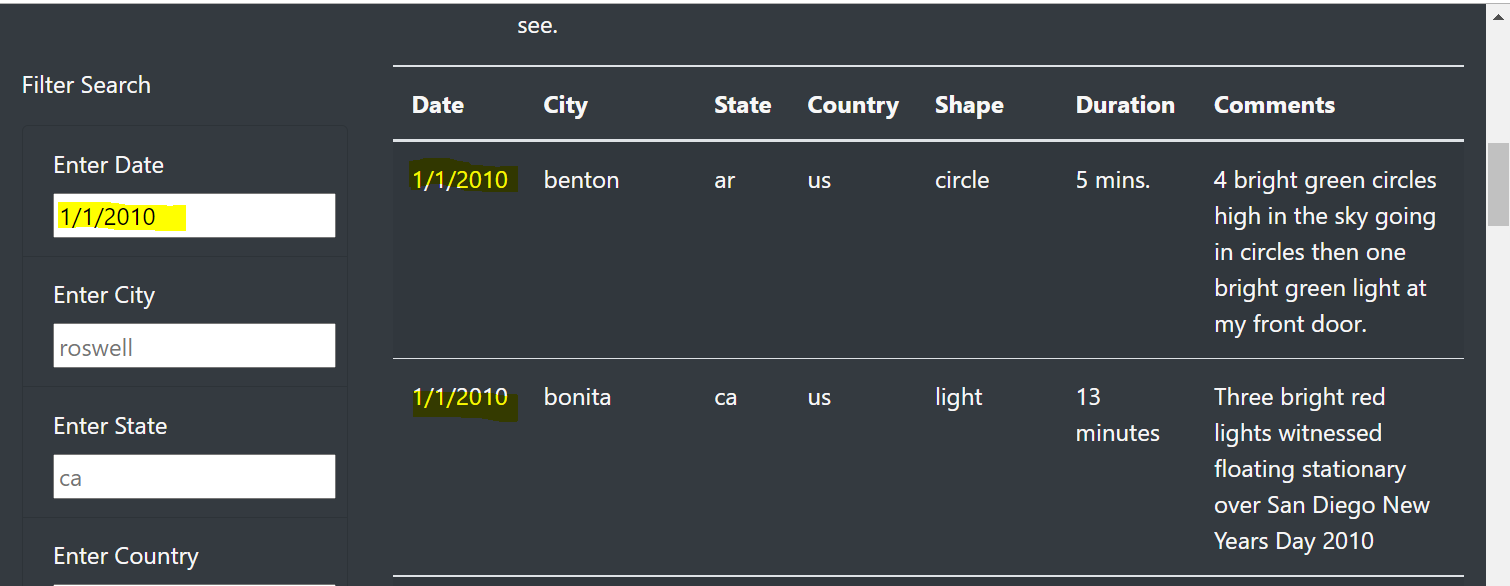 see.
Filter Search
Enter Date
1/1/2010
Enter City
roswell
Enter State
ca
Enter Country
Date City State Country Shape Duration Comments
1/1/2010 benton ar us circle 5 mins. 4 bright green circles
high in the sky going
in circles then one
bright green light at
my front door.
1/1/2010 bonita ca us light 13 Three bright red
minutes lights witnessed
floating stationary
over San Diego New
Years Day 2010